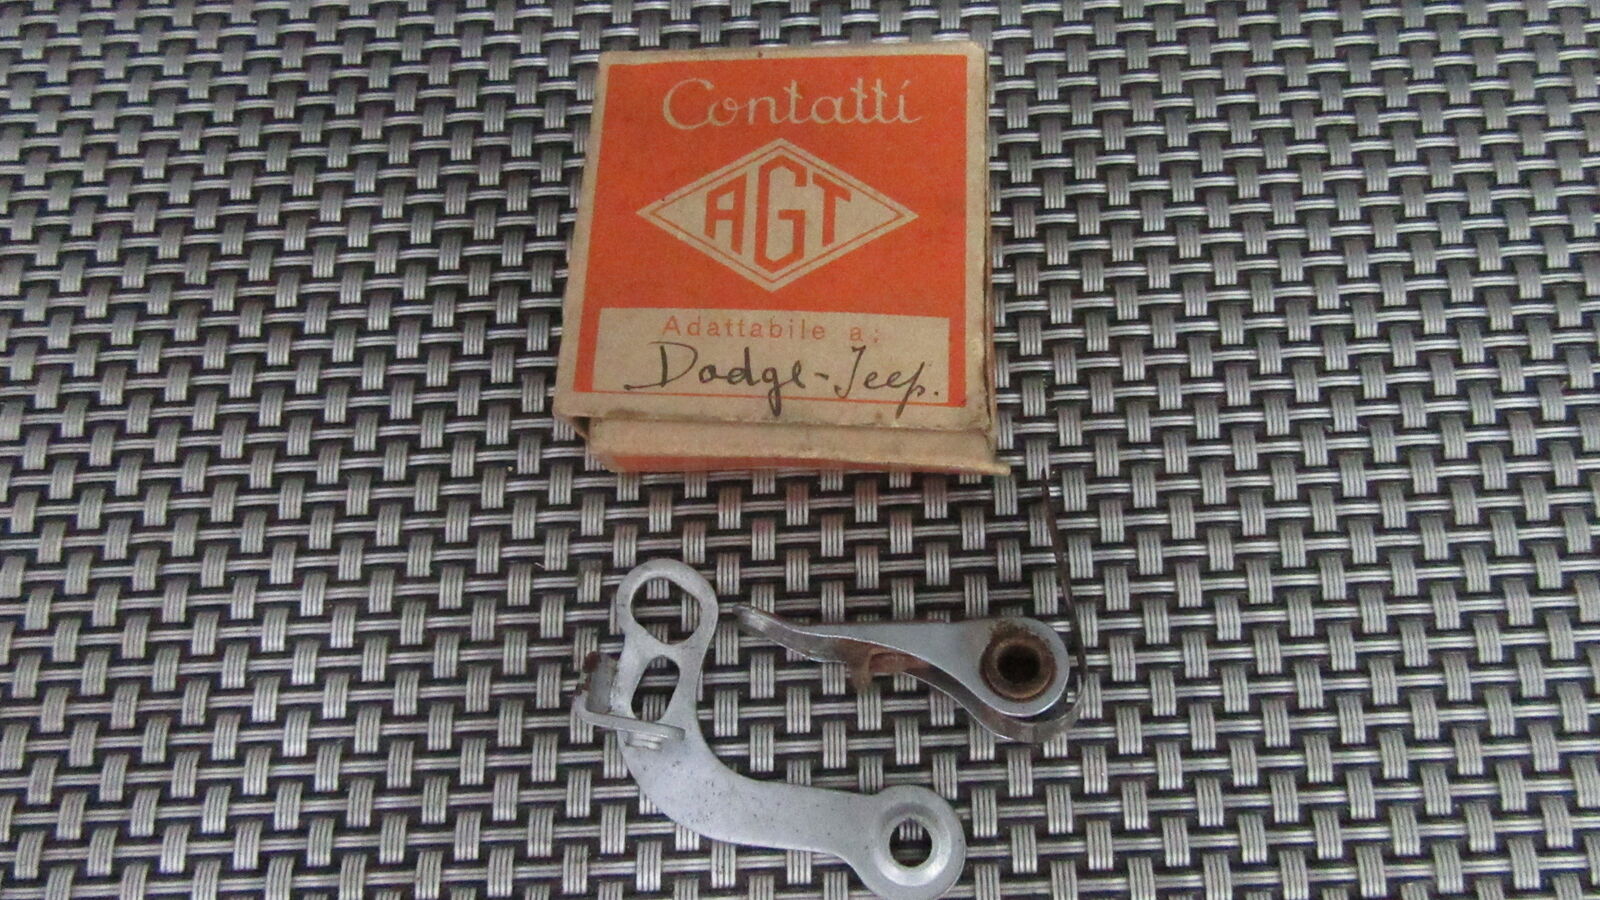 Contatti
AGT
Adattabile a:
Dodge-Jeep.